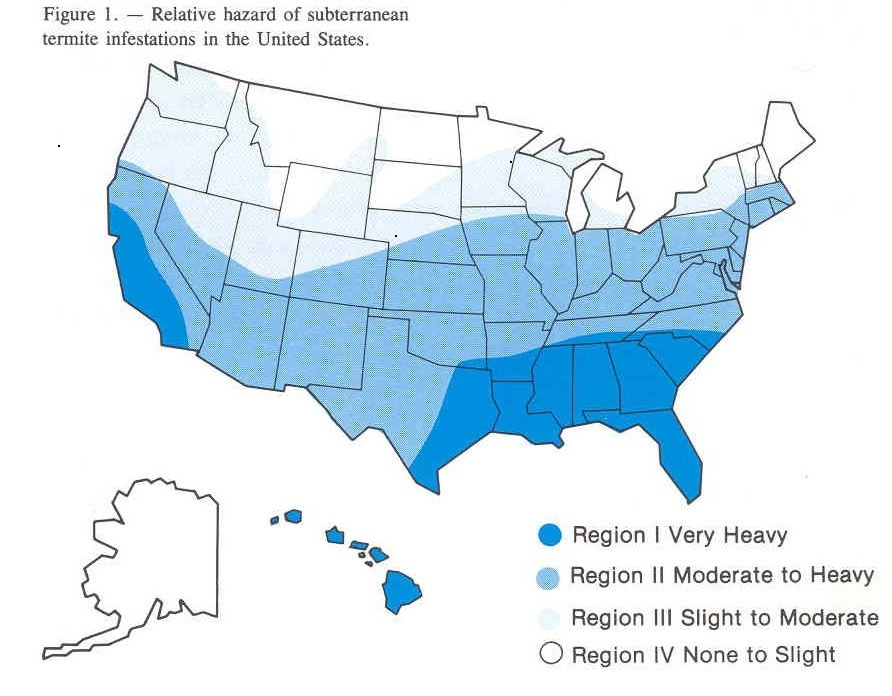 Figure 1. — Relative hazard of subterranean
termite infestations in the United States.
Region I Very Heavy
Region II Moderate to Heavy
Region III Slight to Moderate
Region IV None to Slight